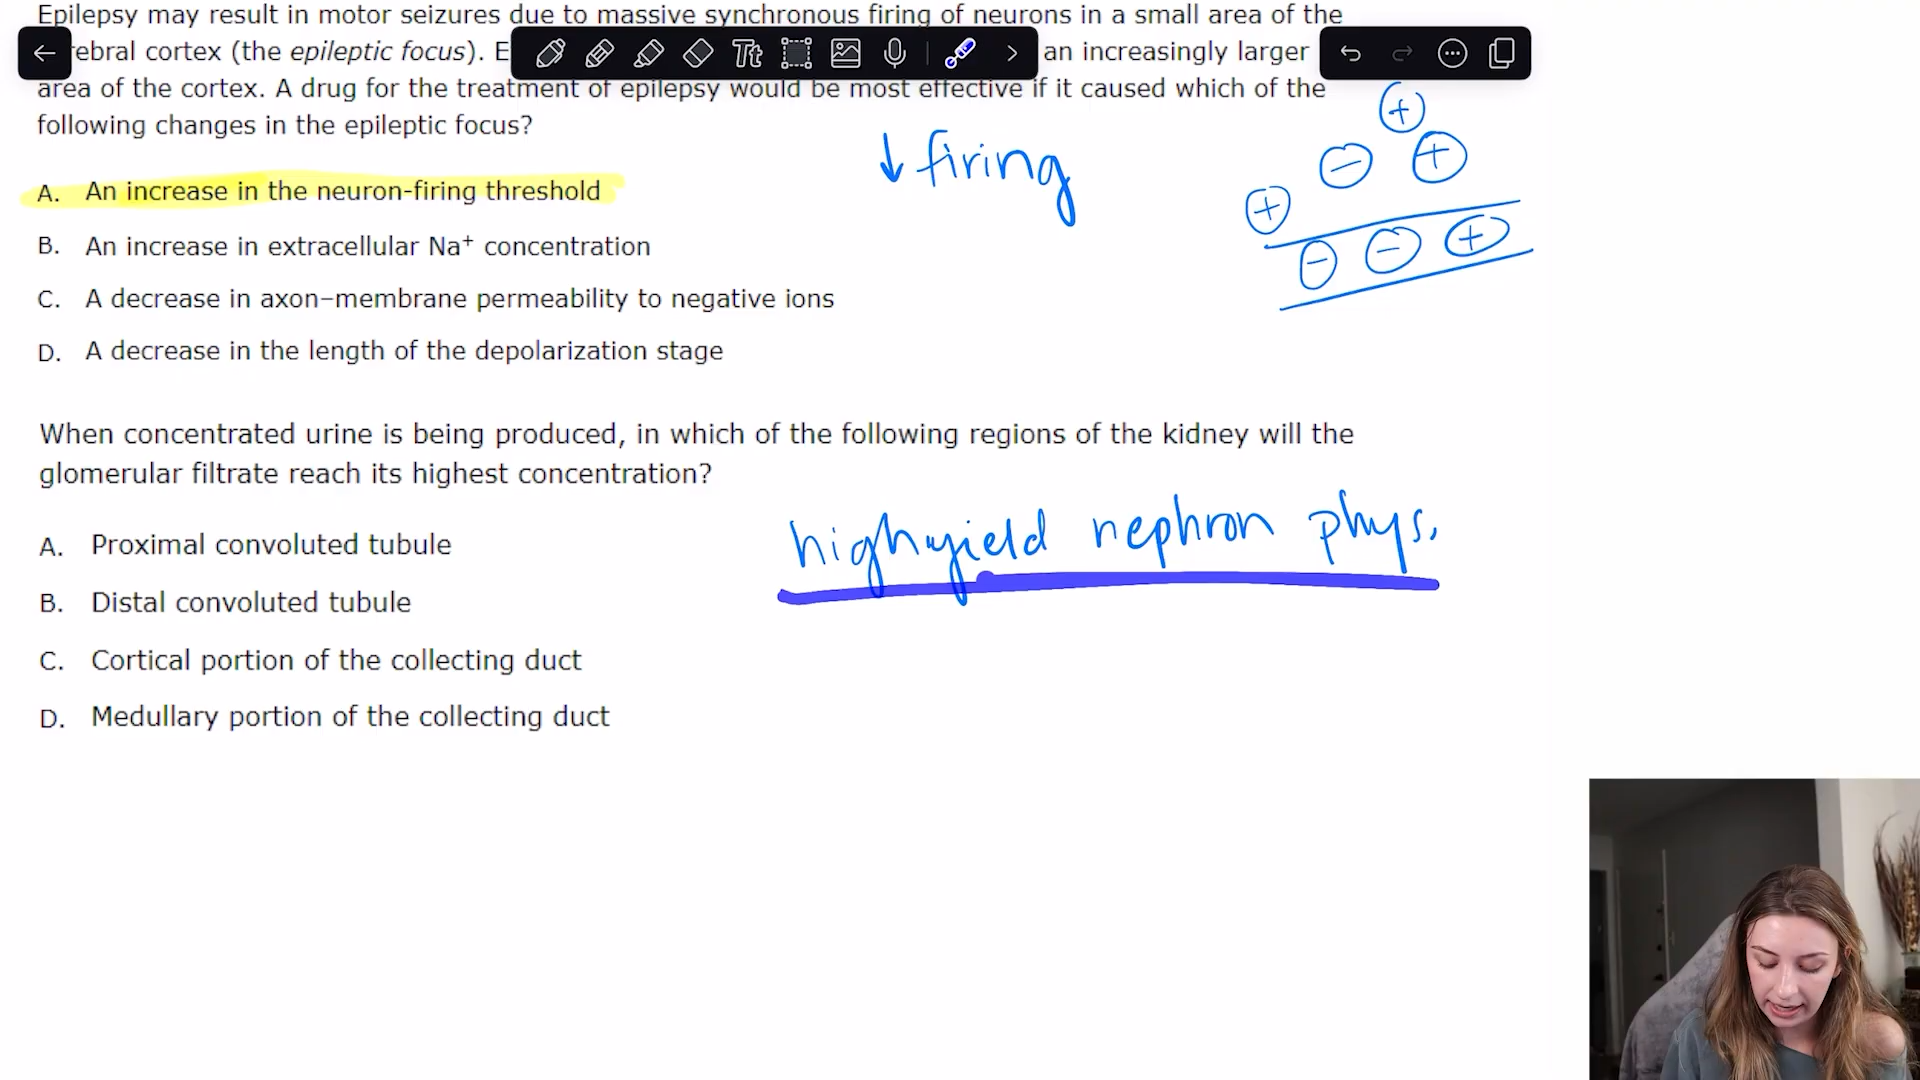 Epilepsy may result in motor seizures due to massive synchronous firing of neurons in a small area of the
rebral cortex (the epileptic focus). E an increasingly larger
area of the cortex. A drug for the treatment of epilepsy would be most effective if it caused which of the
following changes in the epileptic focus?
↓ firing
A. An increase in the neuron-firing threshold
B. An increase in extracellular Na⁺ concentration
C. A decrease in axon–membrane permeability to negative ions
D. A decrease in the length of the depolarization stage
+
− +
+
− − +
When concentrated urine is being produced, in which of the following regions of the kidney will the
glomerular filtrate reach its highest concentration?
high yield nephron phys.
A. Proximal convoluted tubule
B. Distal convoluted tubule
C. Cortical portion of the collecting duct
D. Medullary portion of the collecting duct
Tt